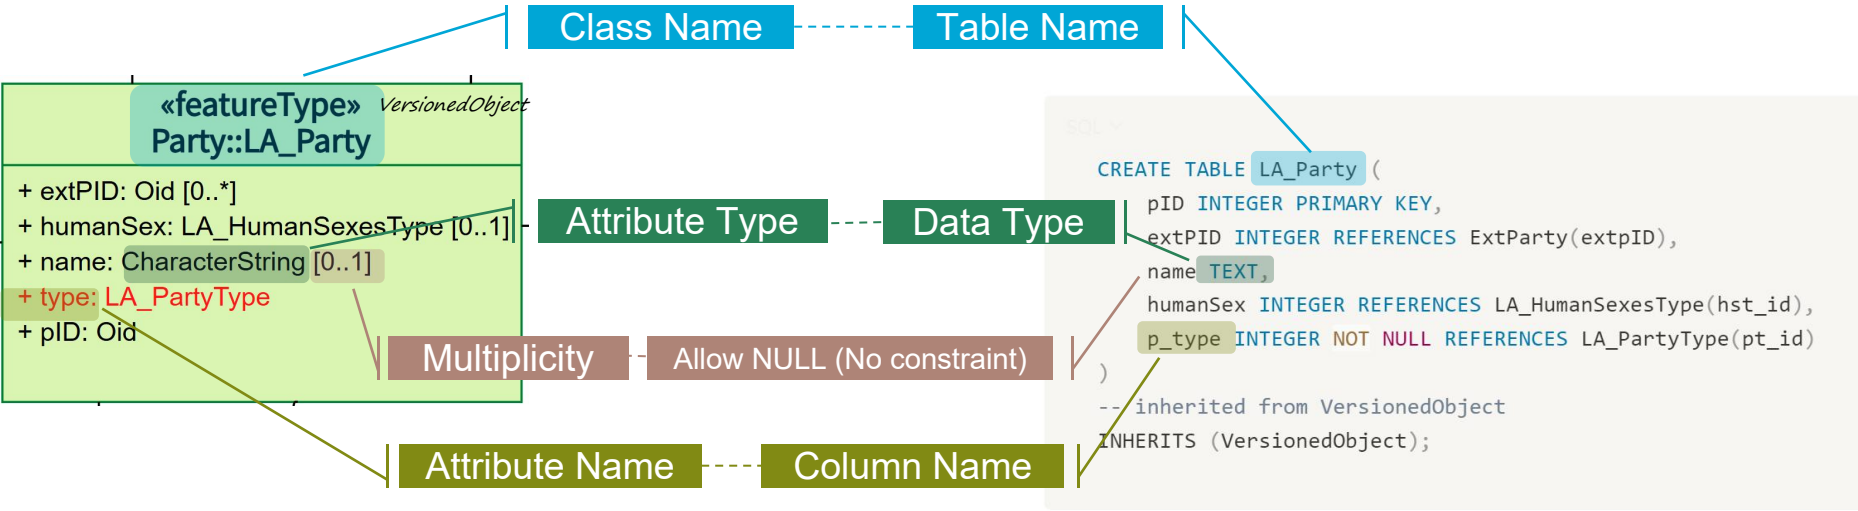 Class Name
Table Name
«featureType»
VersionedObject
Party::LA_Party
+ extPID: Oid [0..*]
+ humanSex: LA_HumanSexesType [0..1]
+ name: CharacterString [0..1]
+ type: LA_PartyType
+ pID: Oid
Attribute Type
Data Type
Multiplicity
Allow NULL (No constraint)
Attribute Name
Column Name
SQL
CREATE TABLE LA_Party (
pID INTEGER PRIMARY KEY,
extPID INTEGER REFERENCES ExtParty(extpID),
name TEXT,
humanSex INTEGER REFERENCES LA_HumanSexesType(hst_id),
p_type INTEGER NOT NULL REFERENCES LA_PartyType(pt_id)
)
-- inherited from VersionedObject
INHERITS (VersionedObject);